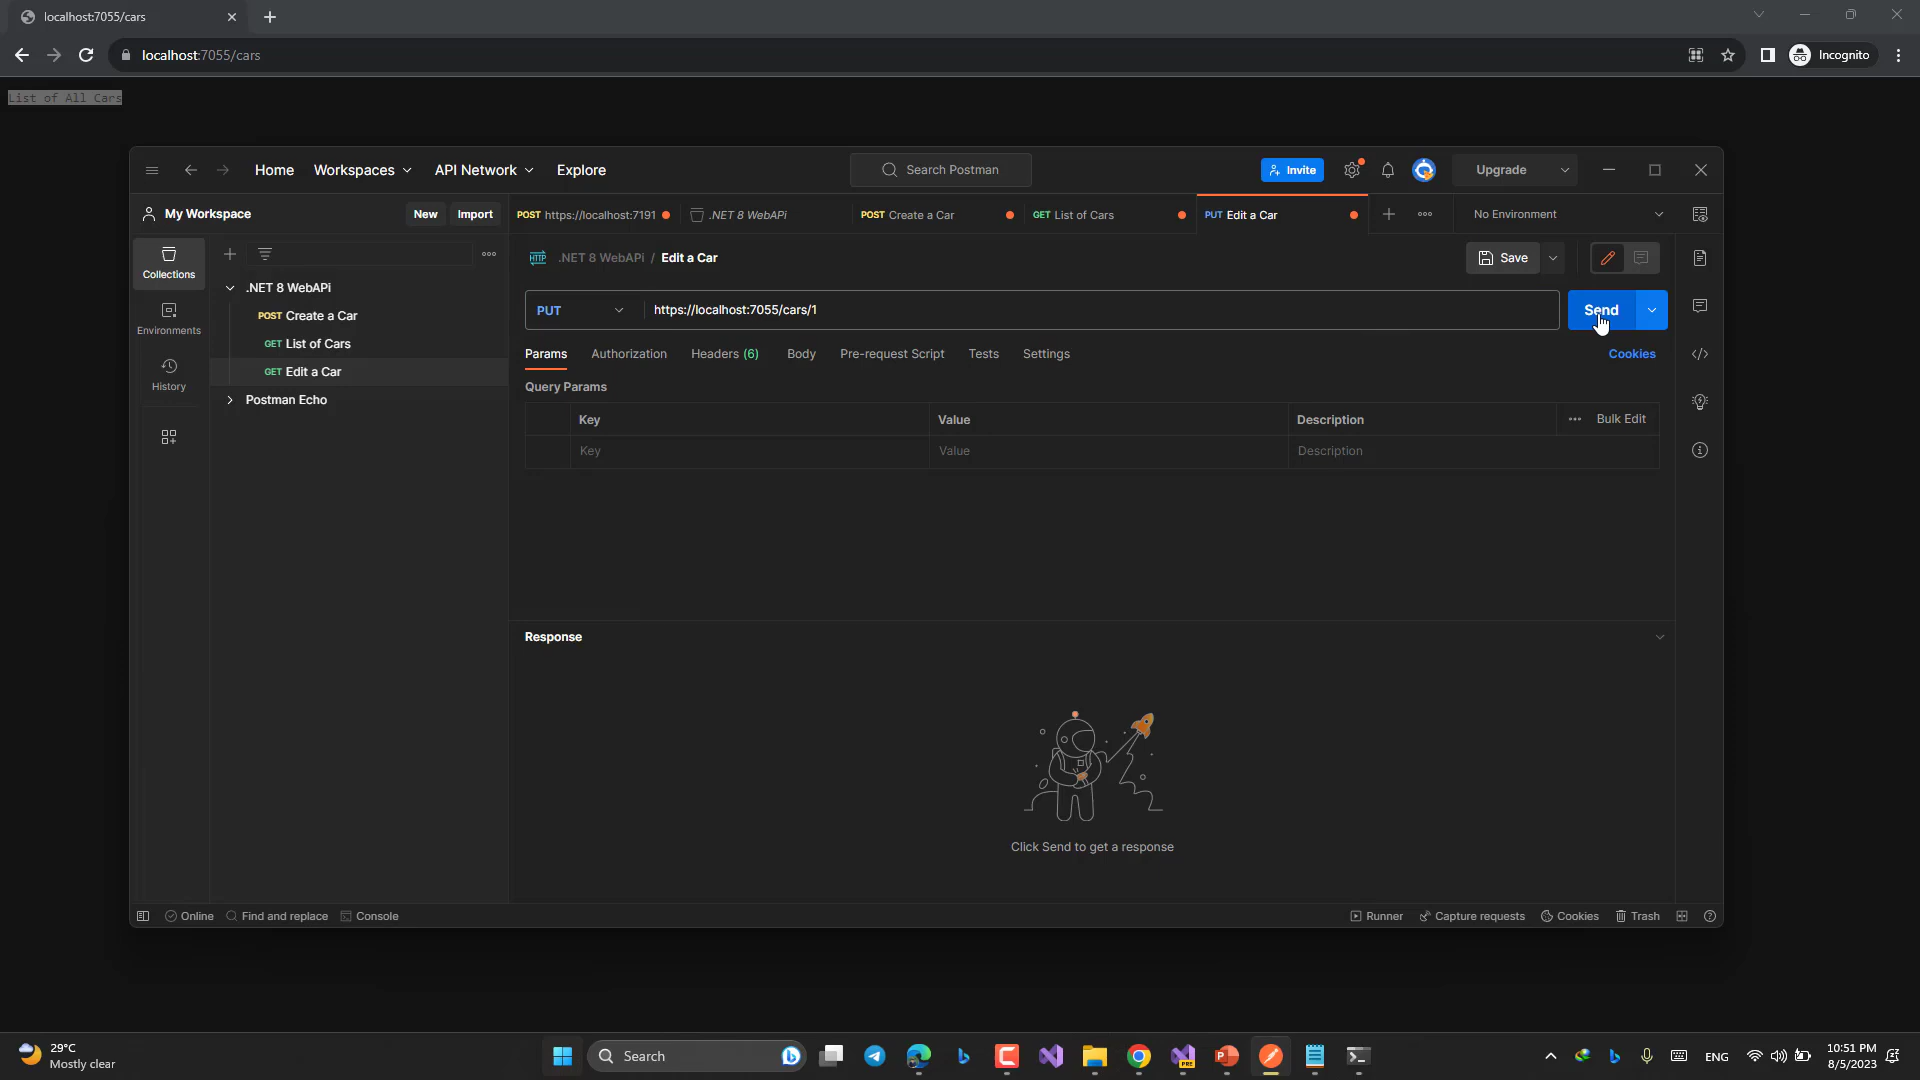 localhost:7055/cars
localhost:7055/cars
Incognito
List of All Cars
Home
Workspaces
API Network
Explore
Search Postman
Invite
Upgrade
My Workspace
New
Import
POST https://localhost:7191
.NET 8 WebAPi
POST Create a Car
GET List of Cars
PUT Edit a Car
No Environment
Collections
.NET 8 WebAPi / Edit a Car
Save
.NET 8 WebAPi
POST Create a Car
GET List of Cars
GET Edit a Car
Postman Echo
Environments
History
PUT
https://localhost:7055/cars/1
Send
Params
Authorization
Headers (6)
Body
Pre-request Script
Tests
Settings
Cookies
Query Params
Key
Value
Description
Bulk Edit
Key
Value
Description
Response
Click Send to get a response
Online
Find and replace
Console
Runner
Capture requests
Cookies
Trash
29°C
Mostly clear
Search
ENG
10:51 PM
8/5/2023